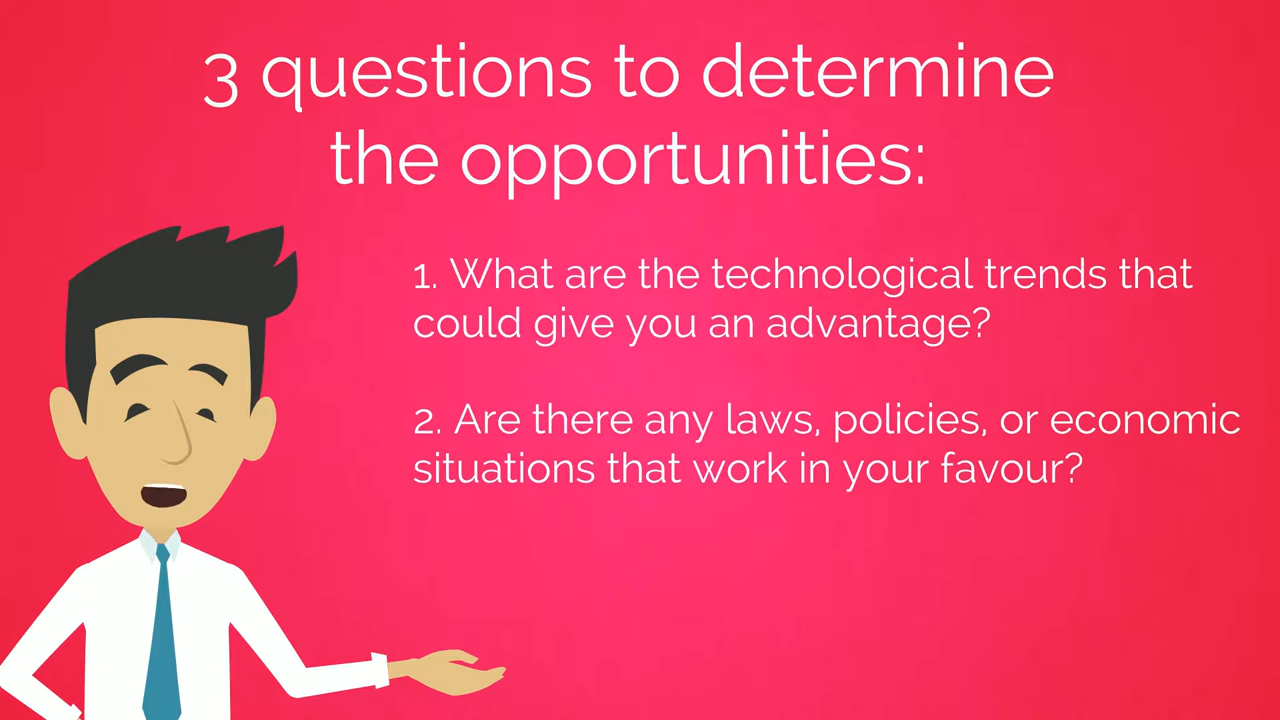 3 questions to determine
the opportunities:
1. What are the technological trends that
could give you an advantage?
2. Are there any laws, policies, or economic
situations that work in your favour?